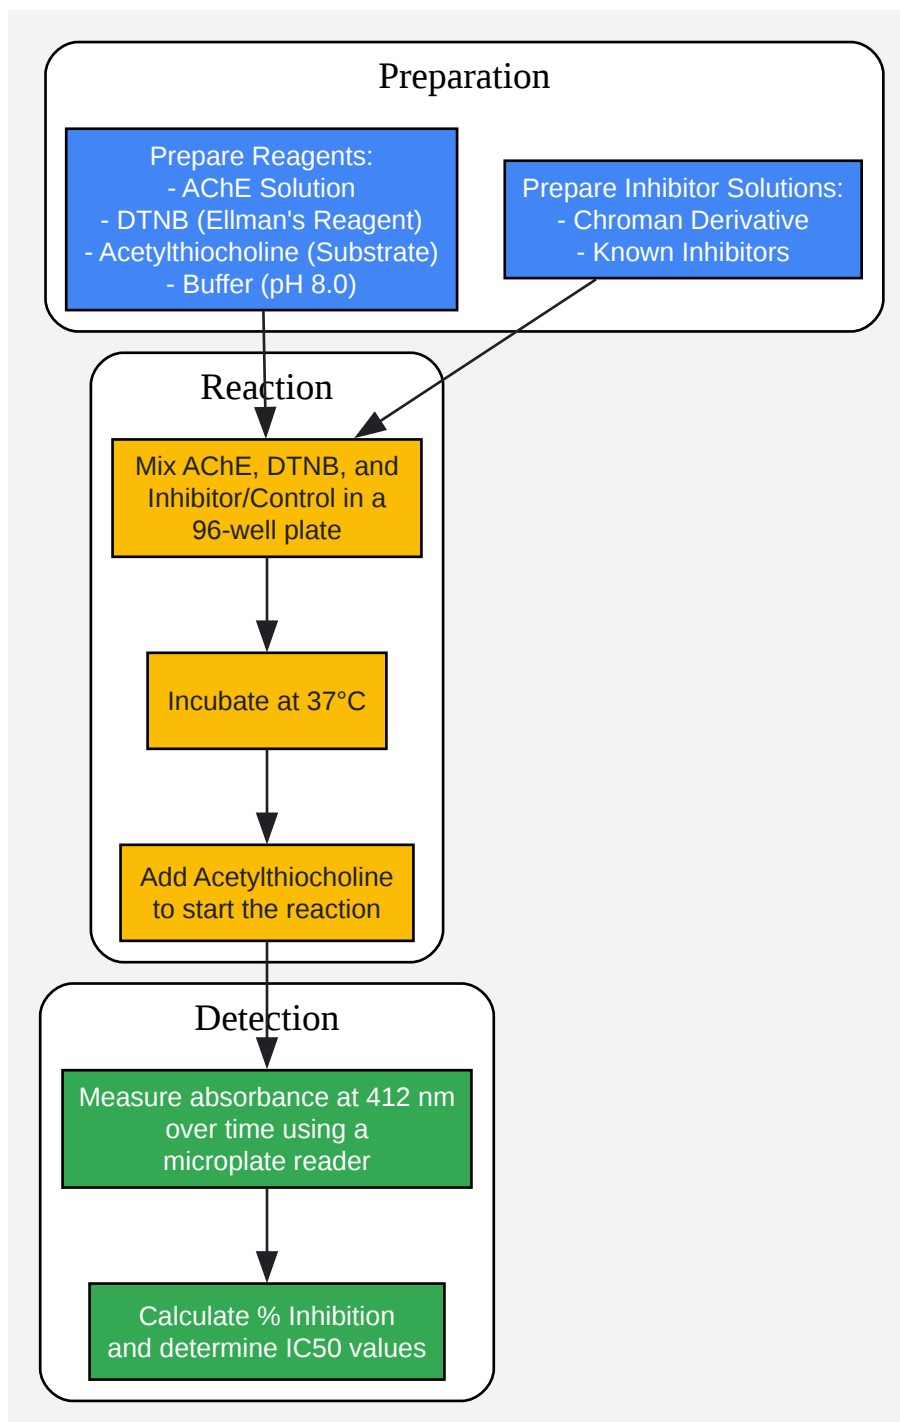 Preparation
Prepare Reagents:
- AChE Solution
- DTNB (Ellman's Reagent)
- Acetylthiocholine (Substrate)
- Buffer (pH 8.0)
Prepare Inhibitor Solutions:
- Chroman Derivative
- Known Inhibitors
Reaction
Mix AChE, DTNB, and
Inhibitor/Control in a
96-well plate
Incubate at 37°C
Add Acetylthiocholine
to start the reaction
Detection
Measure absorbance at 412 nm
over time using a
microplate reader
Calculate % Inhibition
and determine IC50 values